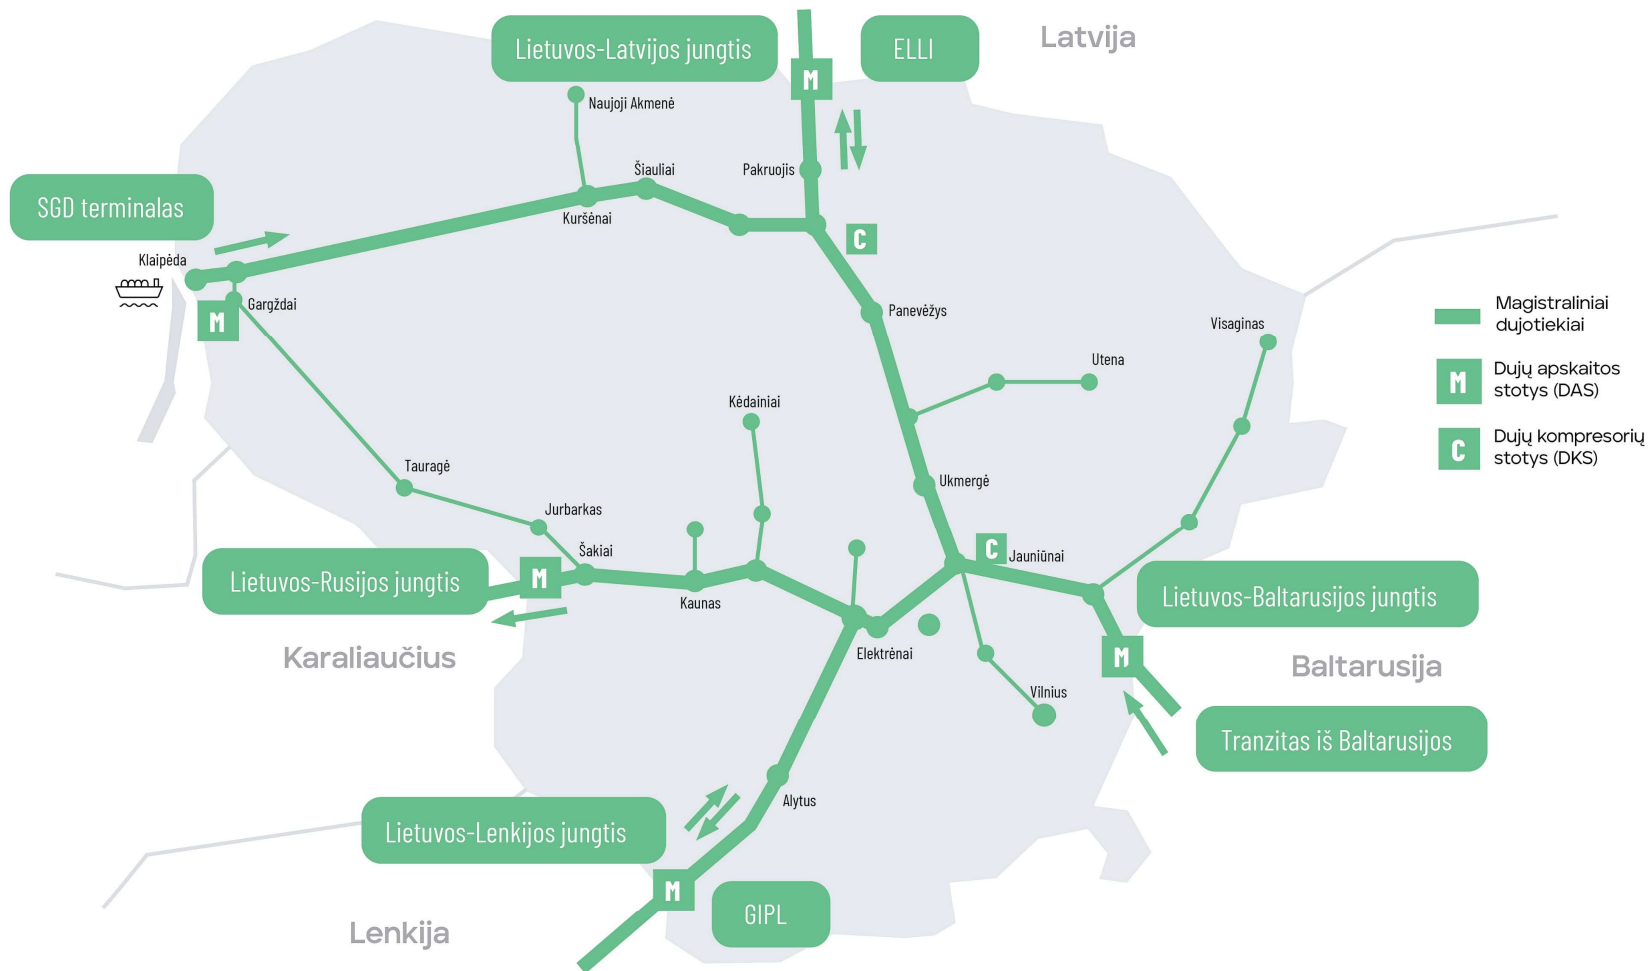 Lietuvos-Latvijos jungtis
ELLI
Latvija
M
Naujoji Akmenė
Šiauliai
Pakruojis
SGD terminalas
Kuršėnai
C
Klaipėda
Gargždai
M
Panevėžys
Visaginas
Magistraliniai
dujotiekiai
Utena
M
Dujų apskaitos
stotys (DAS)
Kėdainiai
C
Dujų kompresorių
stotys (DKS)
Tauragė
Ukmergė
Jurbarkas
Šakiai
C
Jauniūnai
Lietuvos-Rusijos jungtis
M
Kaunas
Lietuvos-Baltarusijos jungtis
Karaliaučius
Elektrėnai
M
Baltarusija
Vilnius
Tranzitas iš Baltarusijos
Alytus
Lietuvos-Lenkijos jungtis
M
GIPL
Lenkija